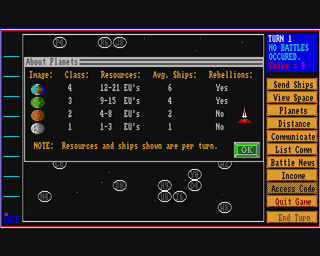 TURN 1
NO BATTLES
OCCURED.
About Planets
Image: Class: Resources: Avg. Ships: Rebellions:
4 12-21 EU's 6 Yes
3 9-15 EU's 4 Yes
2 4-8 EU's 2 No
1 1-3 EU's 1 No
NOTE: Resources and ships shown are per turn.
OK
Send Ships
View Space
Planets
Distance
Communicate
List Comm
Battle News
Income
Access Code
Quit Game
End Turn